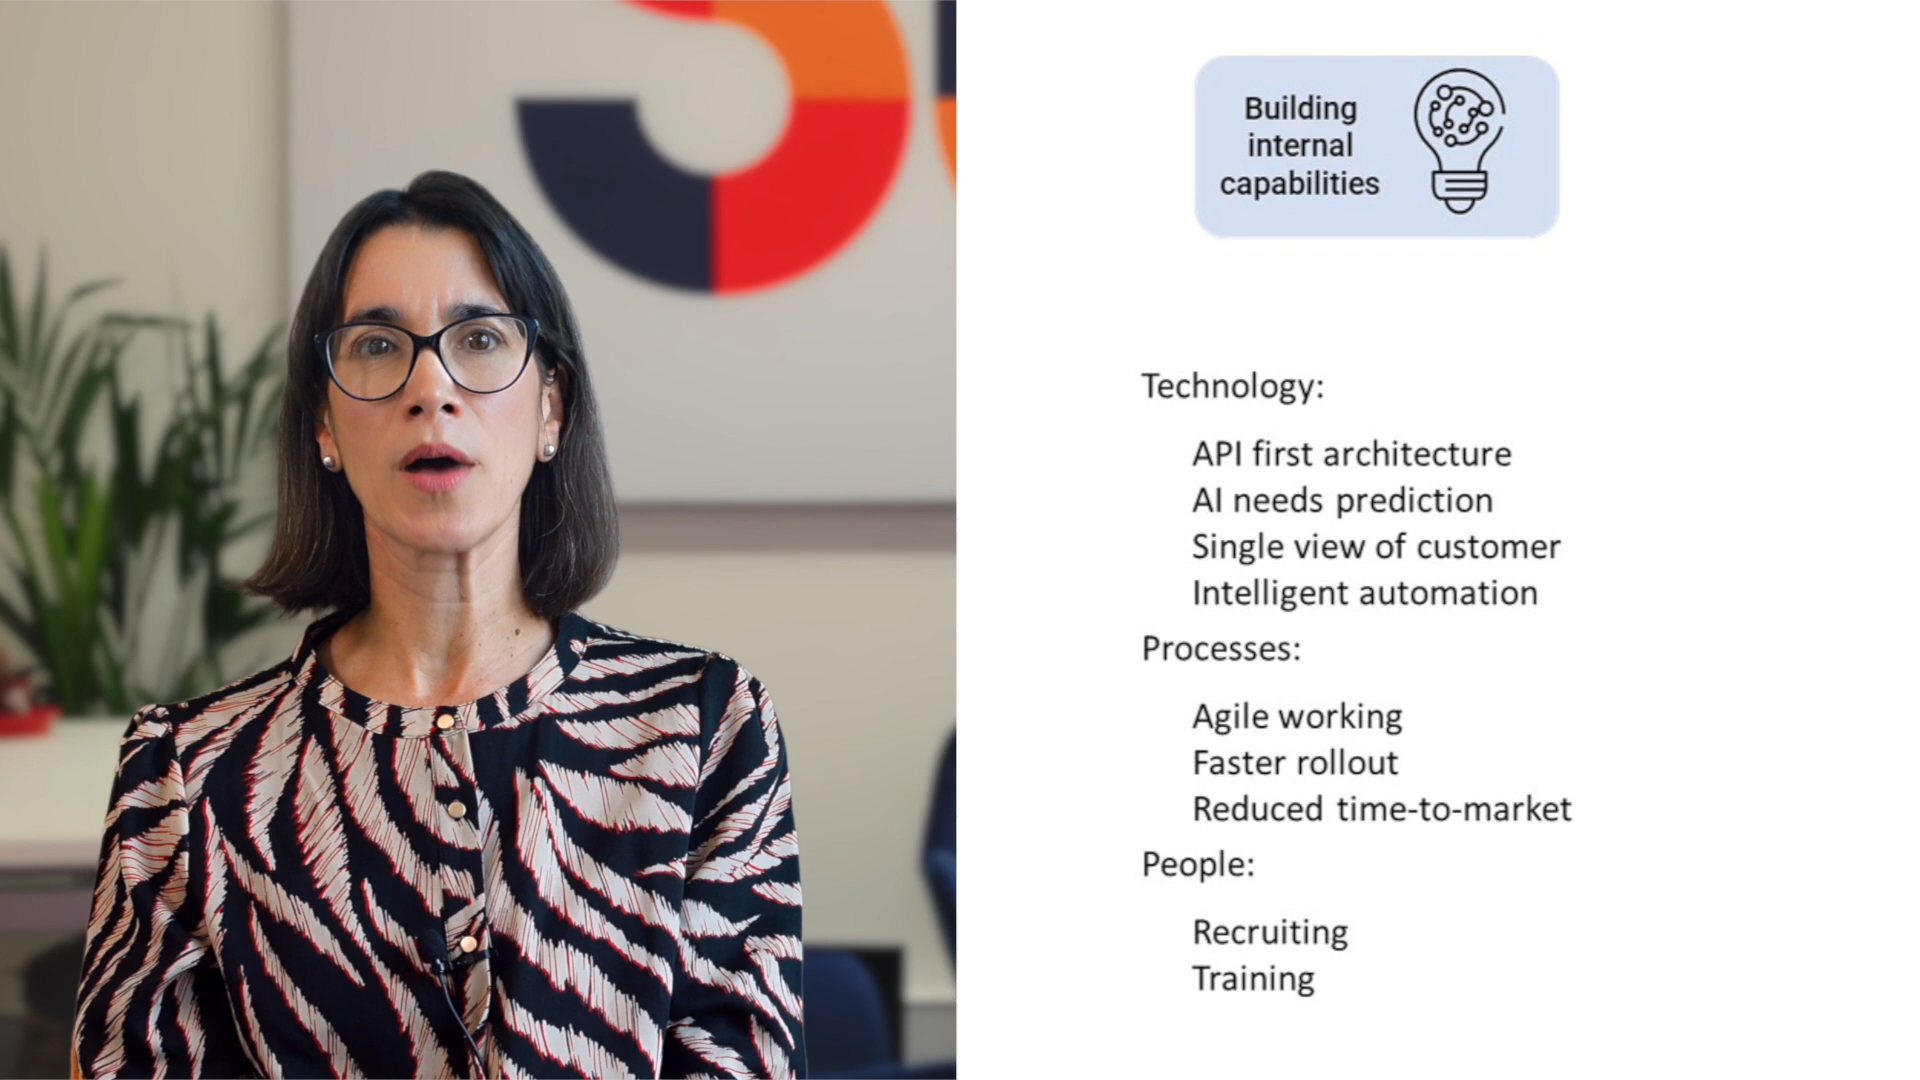 Building
internal
capabilities
Technology:
API first architecture
AI needs prediction
Single view of customer
Intelligent automation
Processes:
Agile working
Faster rollout
Reduced time-to-market
People:
Recruiting
Training